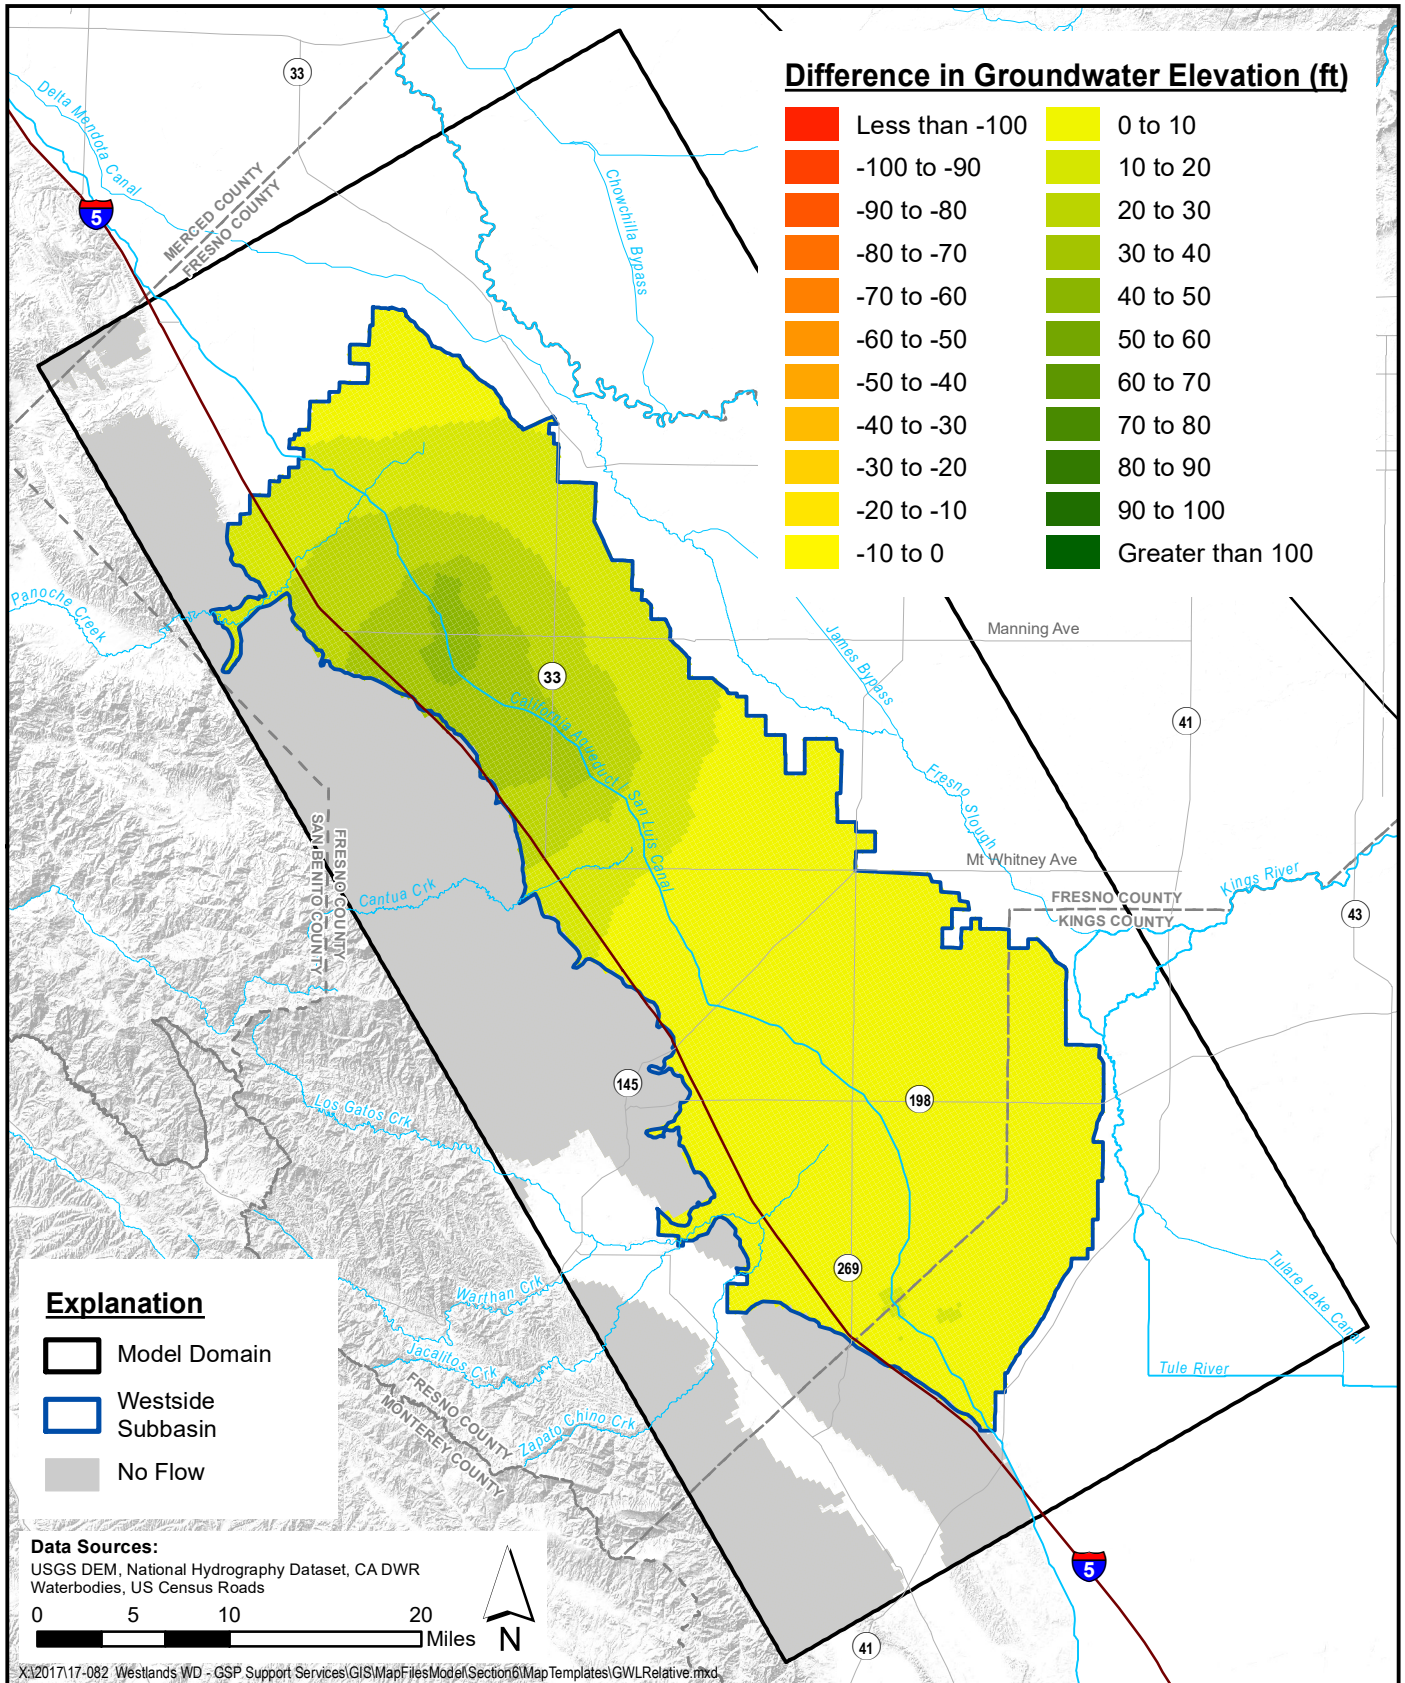 Difference in Groundwater Elevation (ft)
Less than -100
-100 to -90
-90 to -80
-80 to -70
-70 to -60
-60 to -50
-50 to -40
-40 to -30
-30 to -20
-20 to -10
-10 to 0
0 to 10
10 to 20
20 to 30
30 to 40
40 to 50
50 to 60
60 to 70
70 to 80
80 to 90
90 to 100
Greater than 100
33
Delta Mendota Canal
5
MERCED COUNTY
FRESNO COUNTY
Chowchilla Bypass
Panoche Creek
Manning Ave
James Bypass
33
41
California Aqueduct / San Luis Canal
Fresno Slough
SAN BENITO COUNTY
FRESNO COUNTY
Mt Whitney Ave
Kings River
Cantua Crk
FRESNO COUNTY
KINGS COUNTY
43
145
198
Los Gatos Crk
269
Warthan Crk
Tulare Lake Canal
Jacalitos Crk
Tule River
FRESNO COUNTY
MONTEREY COUNTY
Zapato Chino Crk
5
41
Explanation
Model Domain
Westside
Subbasin
No Flow
Data Sources:
USGS DEM, National Hydrography Dataset, CA DWR
Waterbodies, US Census Roads
0 5 10 20
Miles
N
X:\2017\17-082 Westlands WD - GSP Support Services\GIS\MapFilesModel\Section6\MapTemplates\GWLRelative.mxd